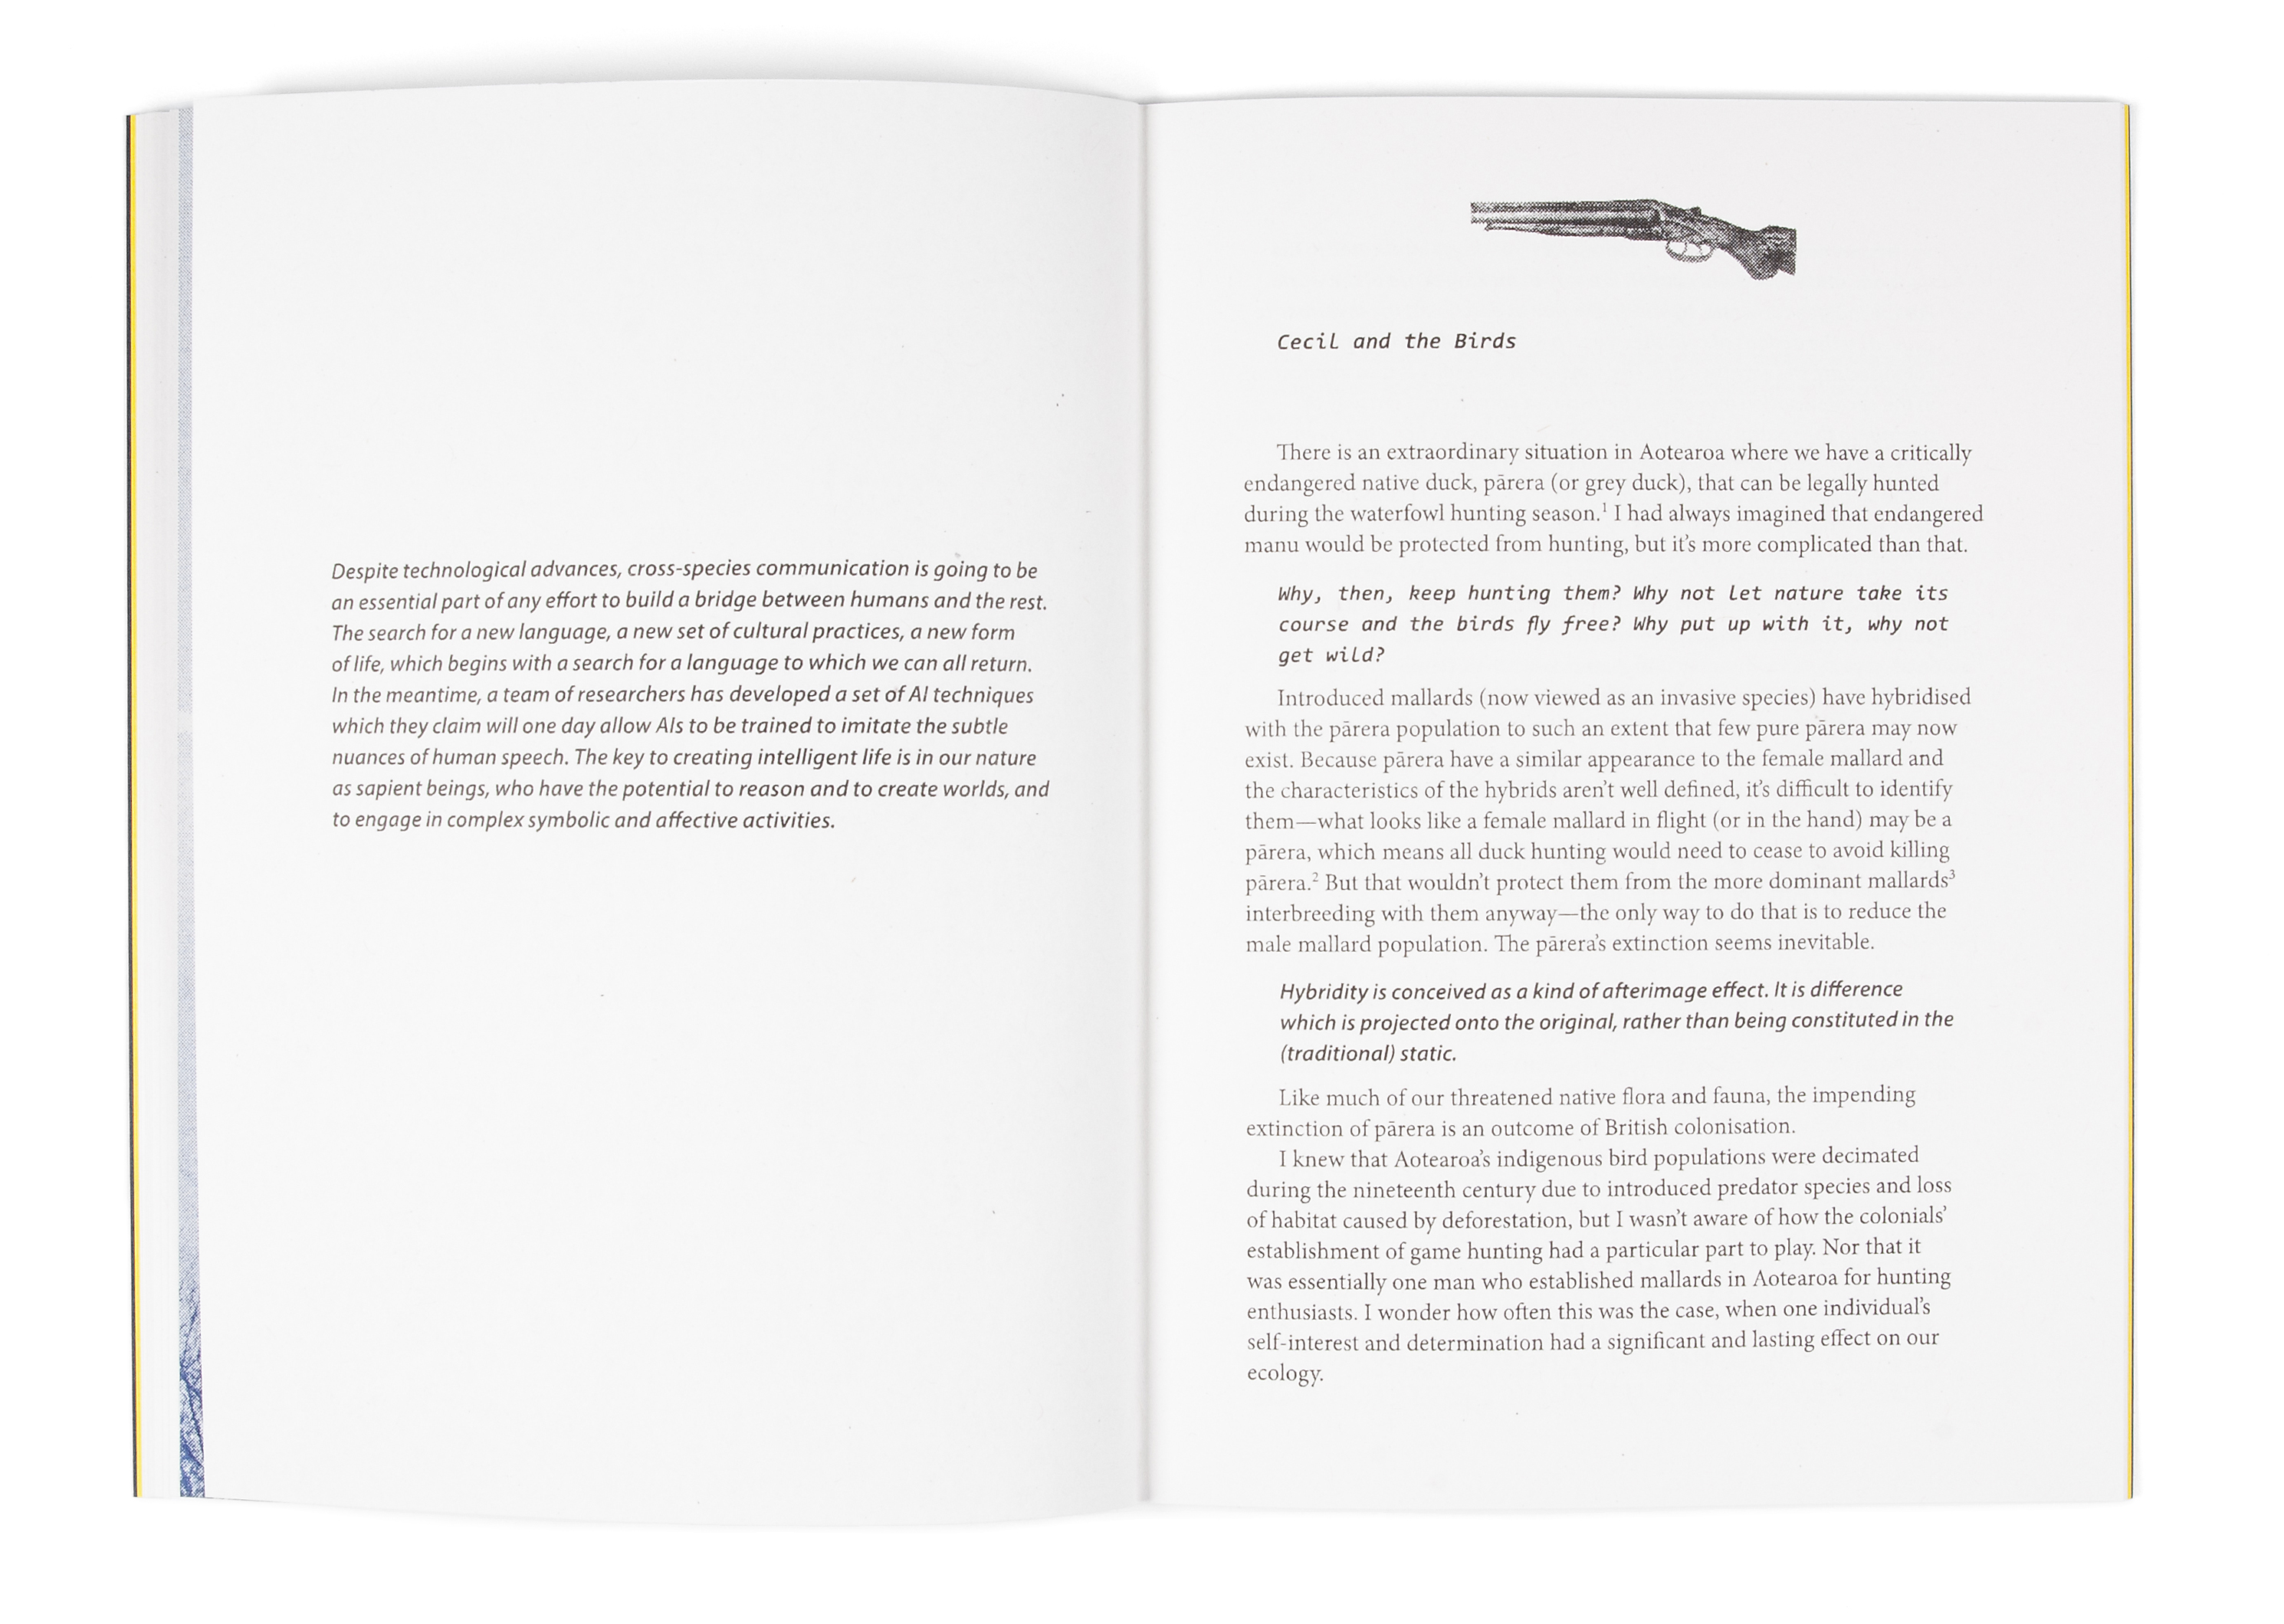 Despite technological advances, cross-species communication is going to be
an essential part of any effort to build a bridge between humans and the rest.
The search for a new language, a new set of cultural practices, a new form
of life, which begins with a search for a language to which we can all return.
In the meantime, a team of researchers has developed a set of AI techniques
which they claim will one day allow AIs to be trained to imitate the subtle
nuances of human speech. The key to creating intelligent life is in our nature
as sapient beings, who have the potential to reason and to create worlds, and
to engage in complex symbolic and affective activities.
Cecil and the Birds
There is an extraordinary situation in Aotearoa where we have a critically
endangered native duck, pārera (or grey duck), that can be legally hunted
during the waterfowl hunting season.¹ I had always imagined that endangered
manu would be protected from hunting, but it's more complicated than that.
Why, then, keep hunting them? Why not let nature take its
course and the birds fly free? Why put up with it, why not
get wild?
Introduced mallards (now viewed as an invasive species) have hybridised
with the pārera population to such an extent that few pure pārera may now
exist. Because pārera have a similar appearance to the female mallard and
the characteristics of the hybrids aren't well defined, it's difficult to identify
them—what looks like a female mallard in flight (or in the hand) may be a
pārera, which means all duck hunting would need to cease to avoid killing
pārera.² But that wouldn't protect them from the more dominant mallards³
interbreeding with them anyway—the only way to do that is to reduce the
male mallard population. The pārera's extinction seems inevitable.
Hybridity is conceived as a kind of afterimage effect. It is difference
which is projected onto the original, rather than being constituted in the
(traditional) static.
Like much of our threatened native flora and fauna, the impending
extinction of pārera is an outcome of British colonisation.
I knew that Aotearoa's indigenous bird populations were decimated
during the nineteenth century due to introduced predator species and loss
of habitat caused by deforestation, but I wasn't aware of how the colonials'
establishment of game hunting had a particular part to play. Nor that it
was essentially one man who established mallards in Aotearoa for hunting
enthusiasts. I wonder how often this was the case, when one individual's
self-interest and determination had a significant and lasting effect on our
ecology.